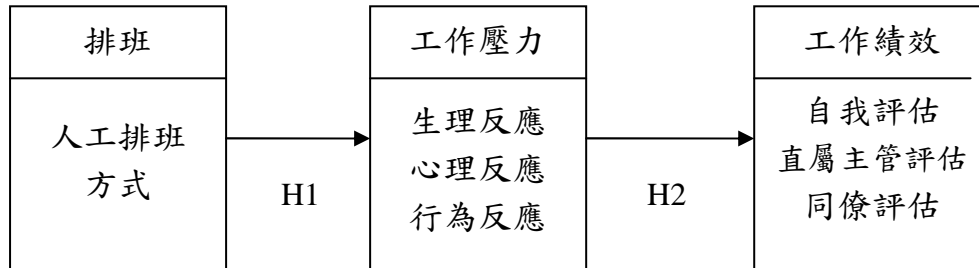 排班
人工排班
方式
H1
工作壓力
生理反應
心理反應
行為反應
H2
工作績效
自我評估
直屬主管評估
同僚評估